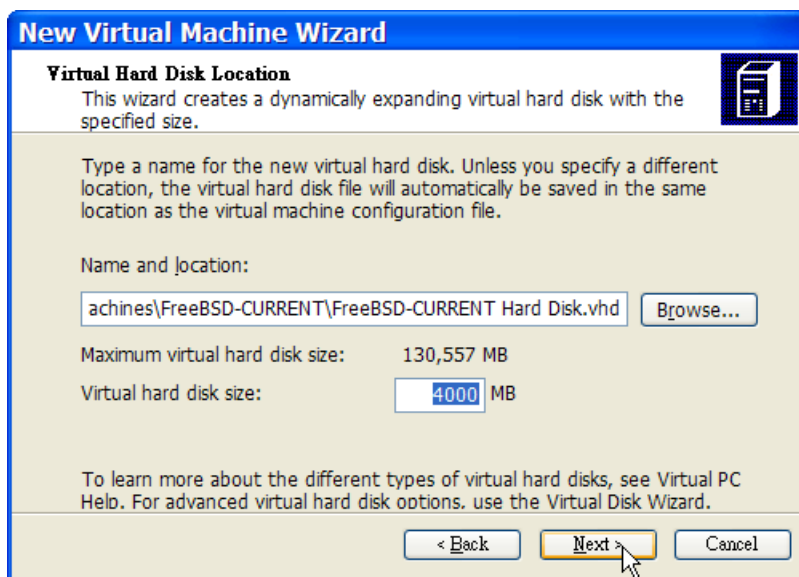 New Virtual Machine Wizard
Virtual Hard Disk Location
This wizard creates a dynamically expanding virtual hard disk with the
specified size.
Type a name for the new virtual hard disk. Unless you specify a different
location, the virtual hard disk file will automatically be saved in the same
location as the virtual machine configuration file.
Name and location:
achines\FreeBSD-CURRENT\FreeBSD-CURRENT Hard Disk.vhd Browse...
Maximum virtual hard disk size: 130,557 MB
Virtual hard disk size: 4000 MB
To learn more about the different types of virtual hard disks, see Virtual PC
Help. For advanced virtual hard disk options, use the Virtual Disk Wizard.
< Back Next > Cancel